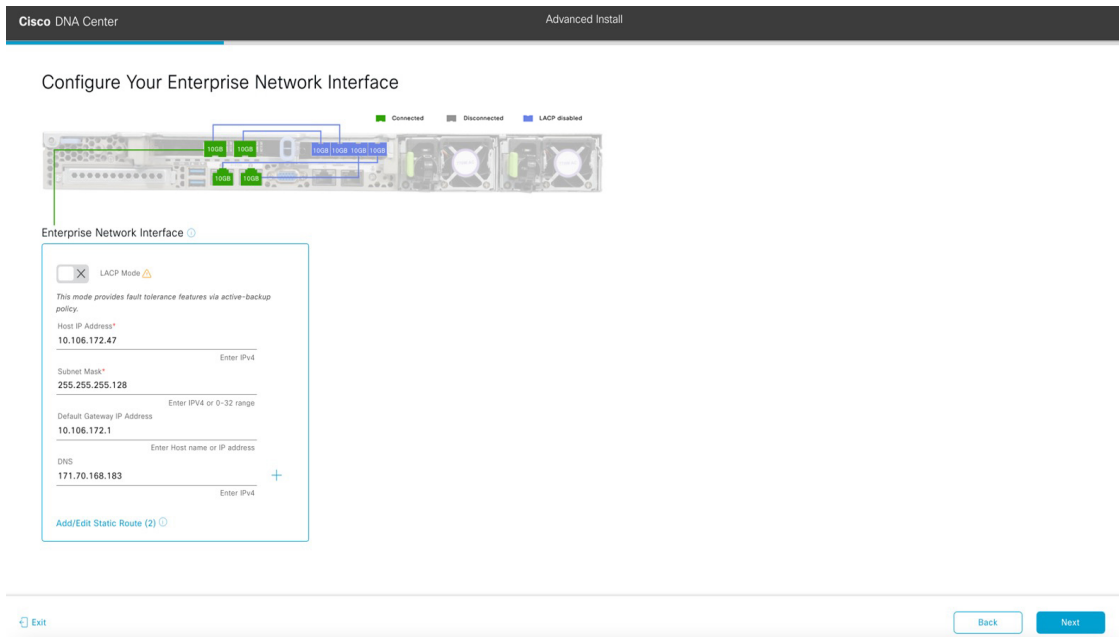 Cisco DNA Center
Advanced Install
Configure Your Enterprise Network Interface
Connected
Disconnected
LACP disabled
10GB 10GB 10GB 10GB 10GB 10GB
10GB 10GB
Enterprise Network Interface
LACP Mode
This mode provides fault tolerance features via active-backup
policy.
Host IP Address*
10.106.172.47
Enter IPv4
Subnet Mask*
255.255.255.128
Enter IPV4 or 0-32 range
Default Gateway IP Address
10.106.172.1
Enter Host name or IP address
DNS
171.70.168.183
Enter IPv4
Add/Edit Static Route (2)
Exit
Back
Next